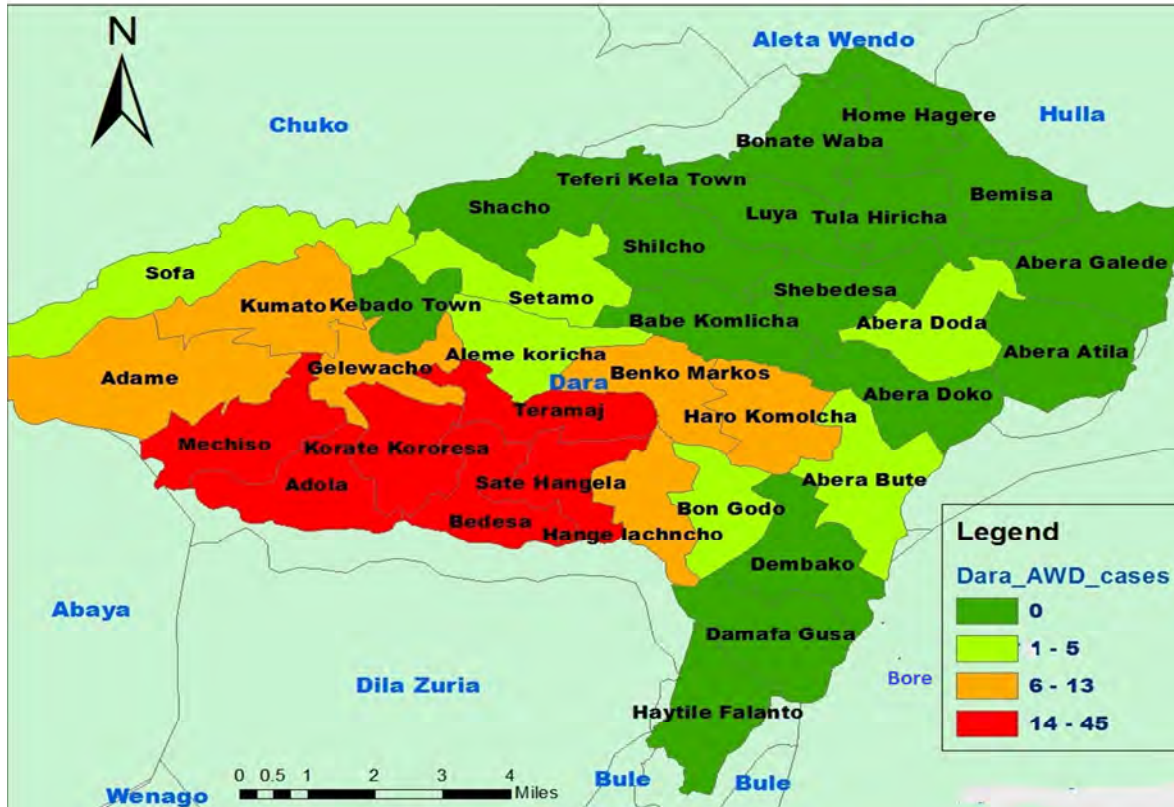 N
Aleta Wendo
Chuko
Home Hagere
Hulla
Bonate Waba
Teferi Kela Town
Bemisa
Shacho
Luya
Tula Hiricha
Shilcho
Sofa
Abera Galede
Setamo
Shebedesa
Kumato
Kebado Town
Babe Komlicha
Abera Doda
Aleme koricha
Abera Atila
Gelewacho
Adame
Benko Markos
Dara
Abera Doko
Teramaj
Haro Komolcha
Mechiso
Korate Kororesa
Abera Bute
Adola
Sate Hangela
Bon Godo
Bedesa
Hange lachncho
Dembako
Abaya
Damafa Gusa
Dila Zuria
Bore
Haytile Falanto
Bule
Bule
Wenago
0 0.5 1 2 3 4
Miles
Legend
Dara_AWD_cases
0
1 - 5
6 - 13
14 - 45